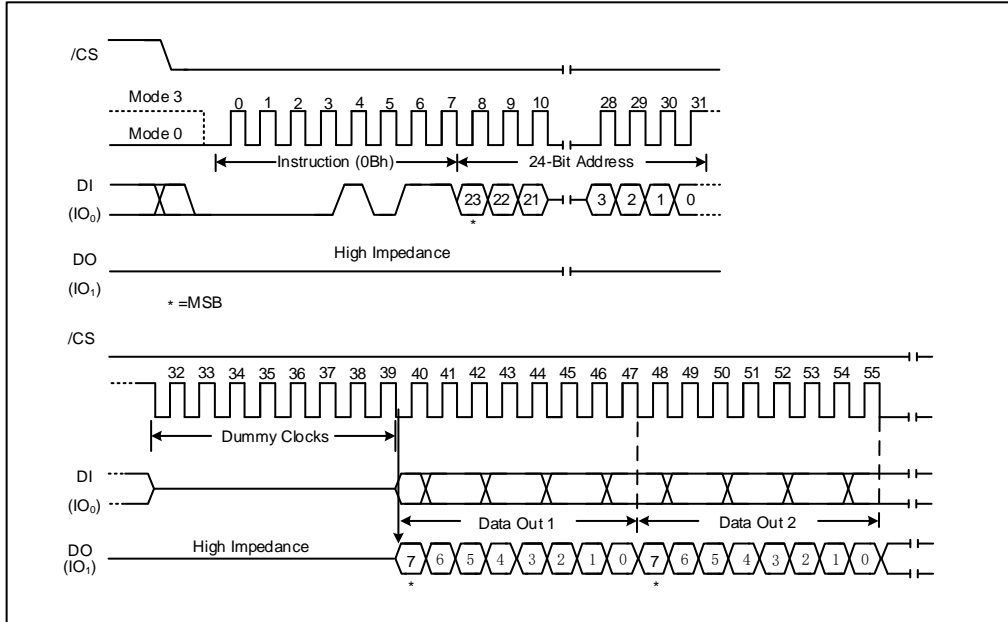 /CS
Mode 3
0 1 2 3 4 5 6 7 8 9 10 28 29 30 31
Mode 0
Instruction (0Bh) 24-Bit Address
DI
(IO₀)
23 22 21 3 2 1 0
*
DO
(IO₁)
High Impedance
* =MSB
/CS
32 33 34 35 36 37 38 39 40 41 42 43 44 45 46 47 48 49 50 51 52 53 54 55
Dummy Clocks
DI
(IO₀)
Data Out 1 Data Out 2
DO
(IO₁)
High Impedance
7 6 5 4 3 2 1 0 7 6 5 4 3 2 1 0
* *